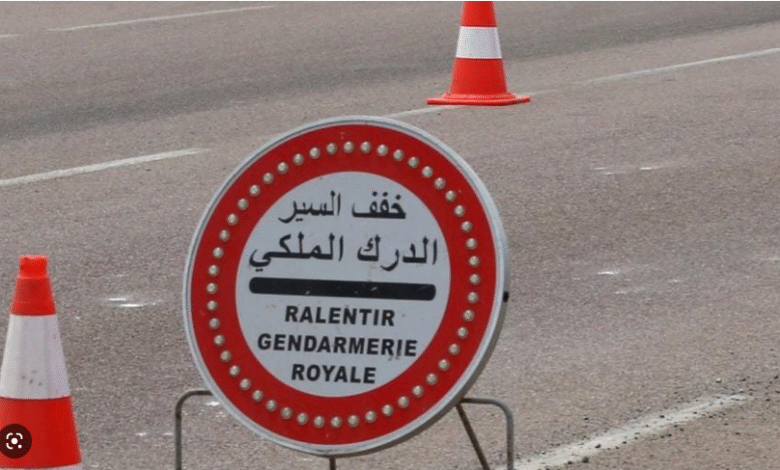 خفف السير
الدرك الملكي
RALENTIR
GENDARMERIE
ROYALE